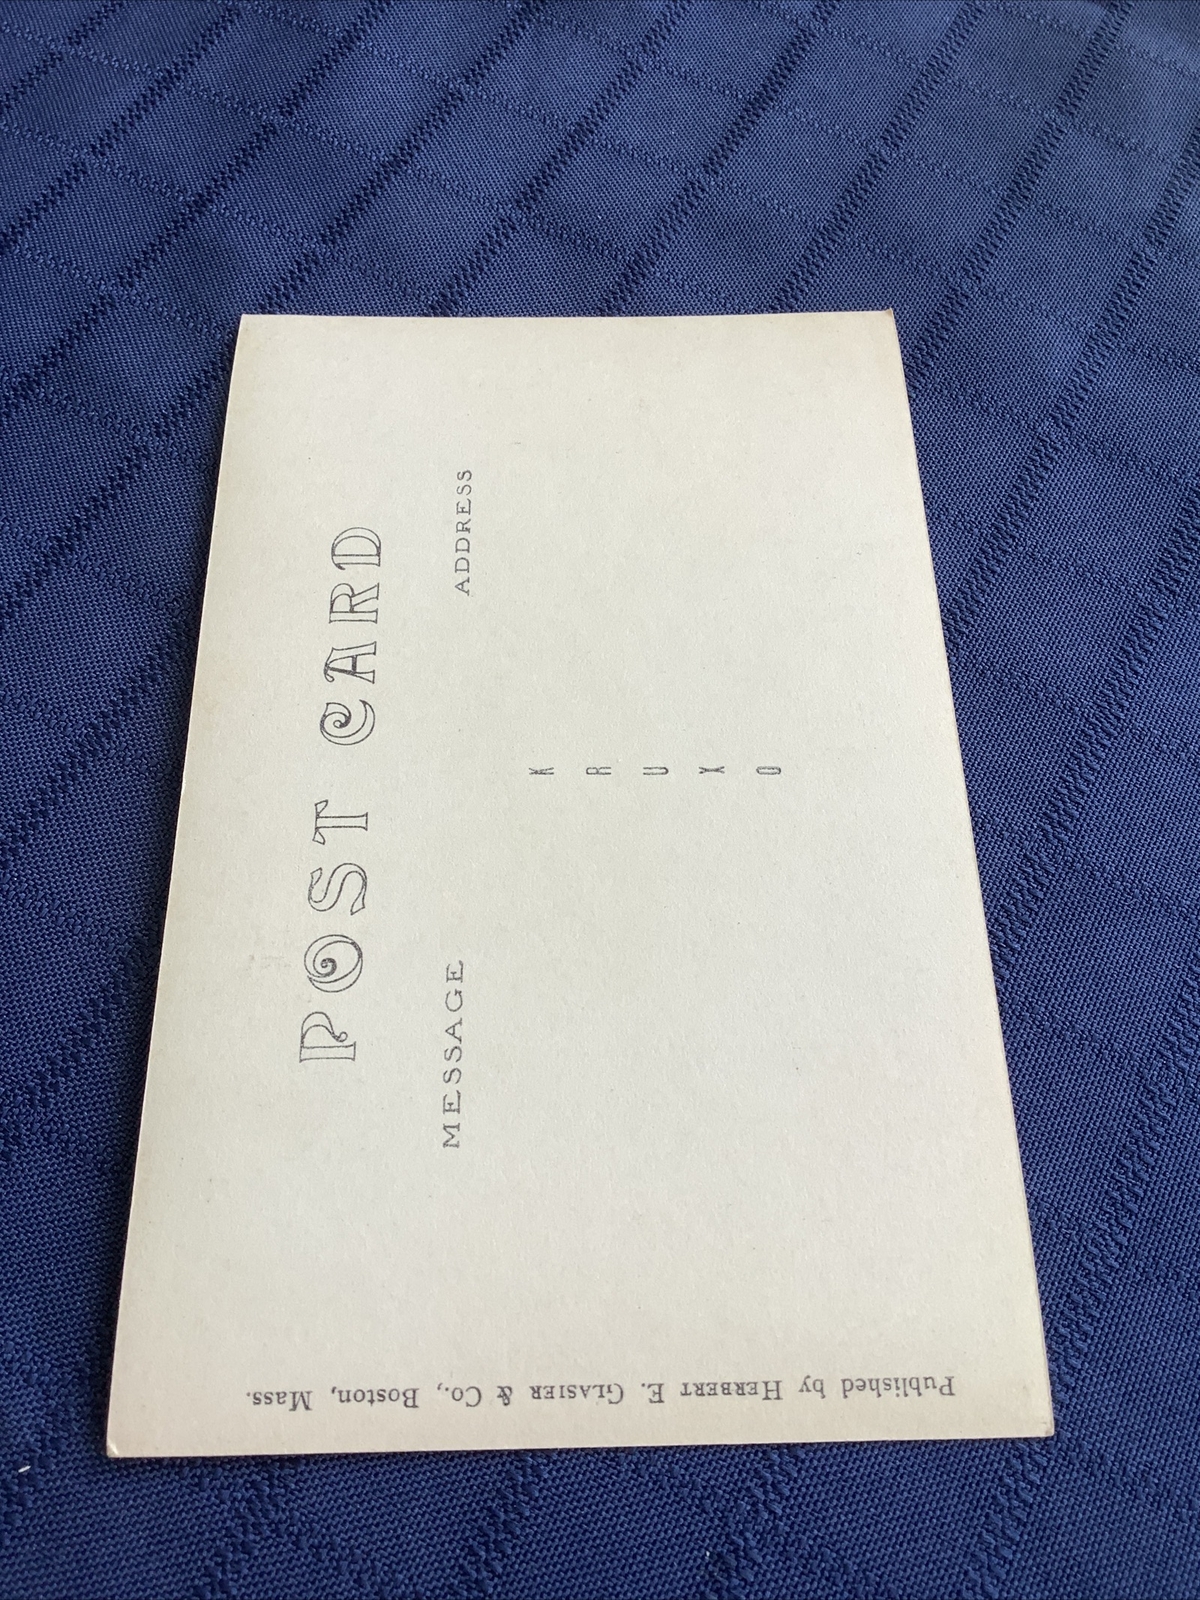 POST CARD
MESSAGE
ADDRESS
KRUXO
Published by HERBERT E. GLASIER & Co., Boston, Mass.